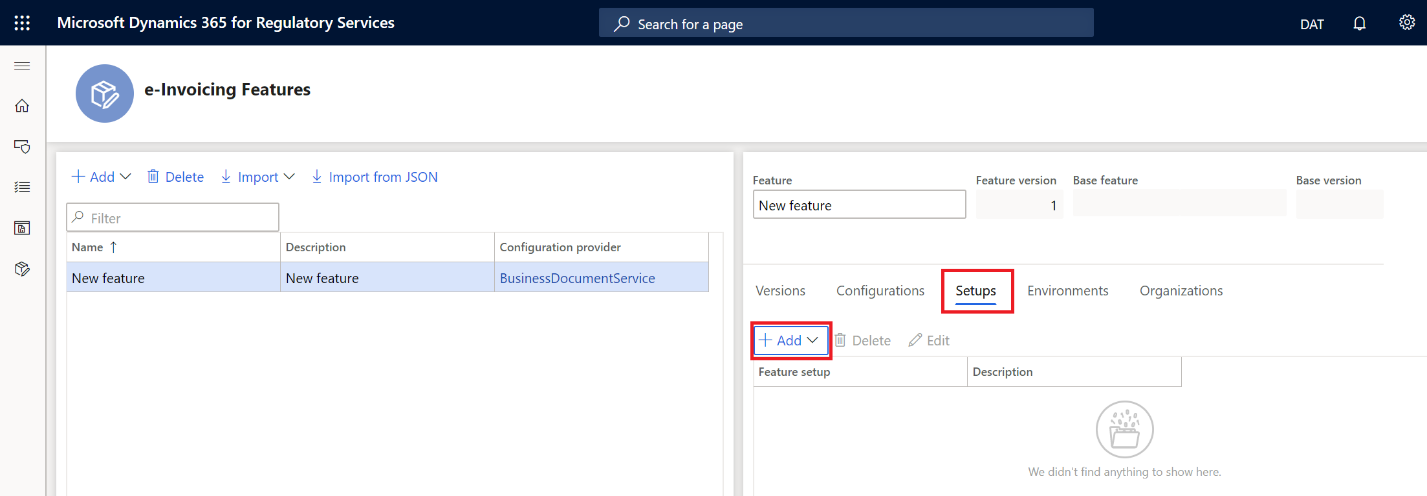 Microsoft Dynamics 365 for Regulatory Services
Search for a page
DAT
e-Invoicing Features
Add
Delete
Import
Import from JSON
Filter
Name
Description
Configuration provider
New feature
New feature
BusinessDocumentService
Feature
Feature version
Base feature
Base version
New feature
1
Versions
Configurations
Setups
Environments
Organizations
Add
Delete
Edit
Feature setup
Description
We didn't find anything to show here.